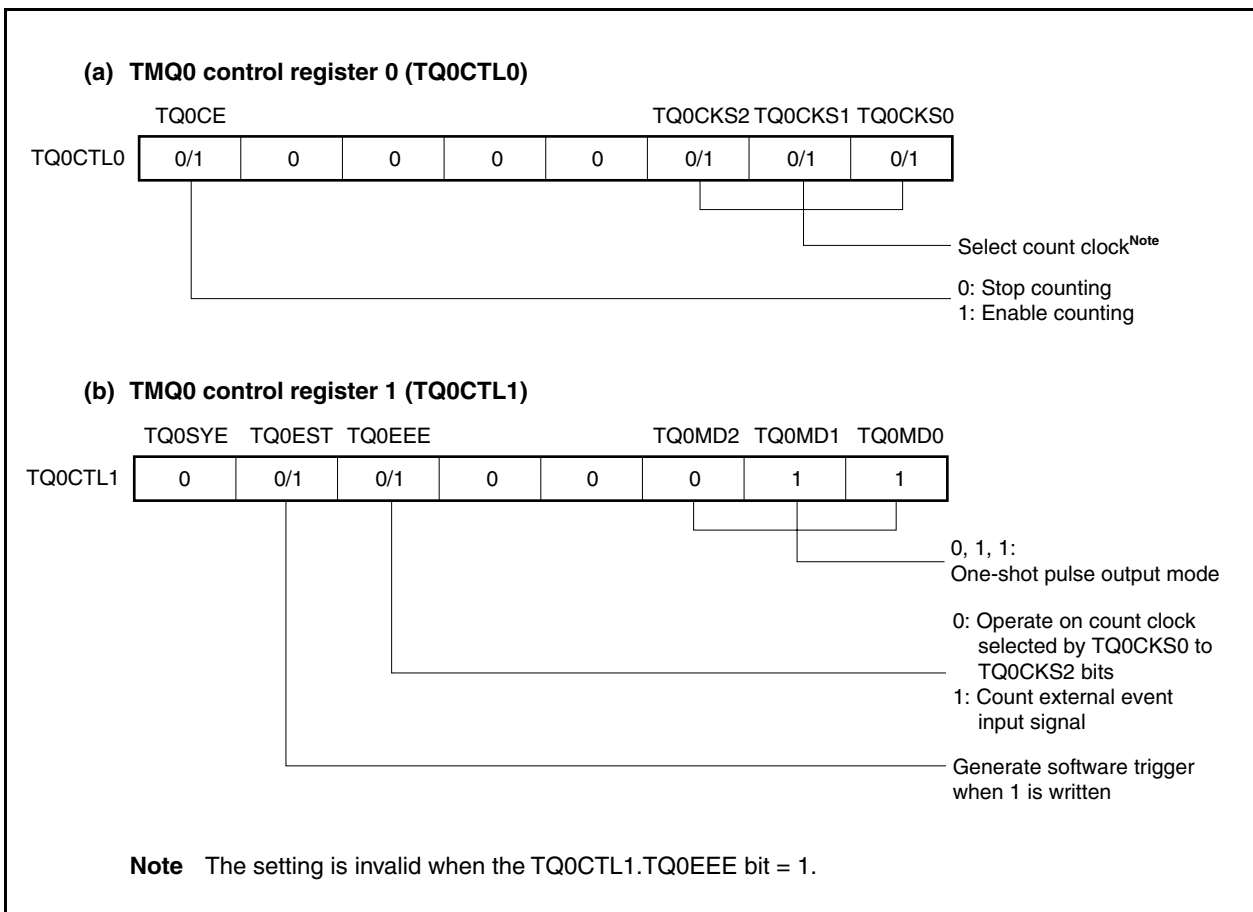 (a) TMQ0 control register 0 (TQ0CTL0)
TQ0CE TQ0CKS2 TQ0CKS1 TQ0CKS0
TQ0CTL0 0/1 0 0 0 0 0/1 0/1 0/1
Select count clockNote
0: Stop counting
1: Enable counting
(b) TMQ0 control register 1 (TQ0CTL1)
TQ0SYE TQ0EST TQ0EEE TQ0MD2 TQ0MD1 TQ0MD0
TQ0CTL1 0 0/1 0/1 0 0 0 1 1
0, 1, 1:
One-shot pulse output mode
0: Operate on count clock
selected by TQ0CKS0 to
TQ0CKS2 bits
1: Count external event
input signal
Generate software trigger
when 1 is written
Note The setting is invalid when the TQ0CTL1.TQ0EEE bit = 1.